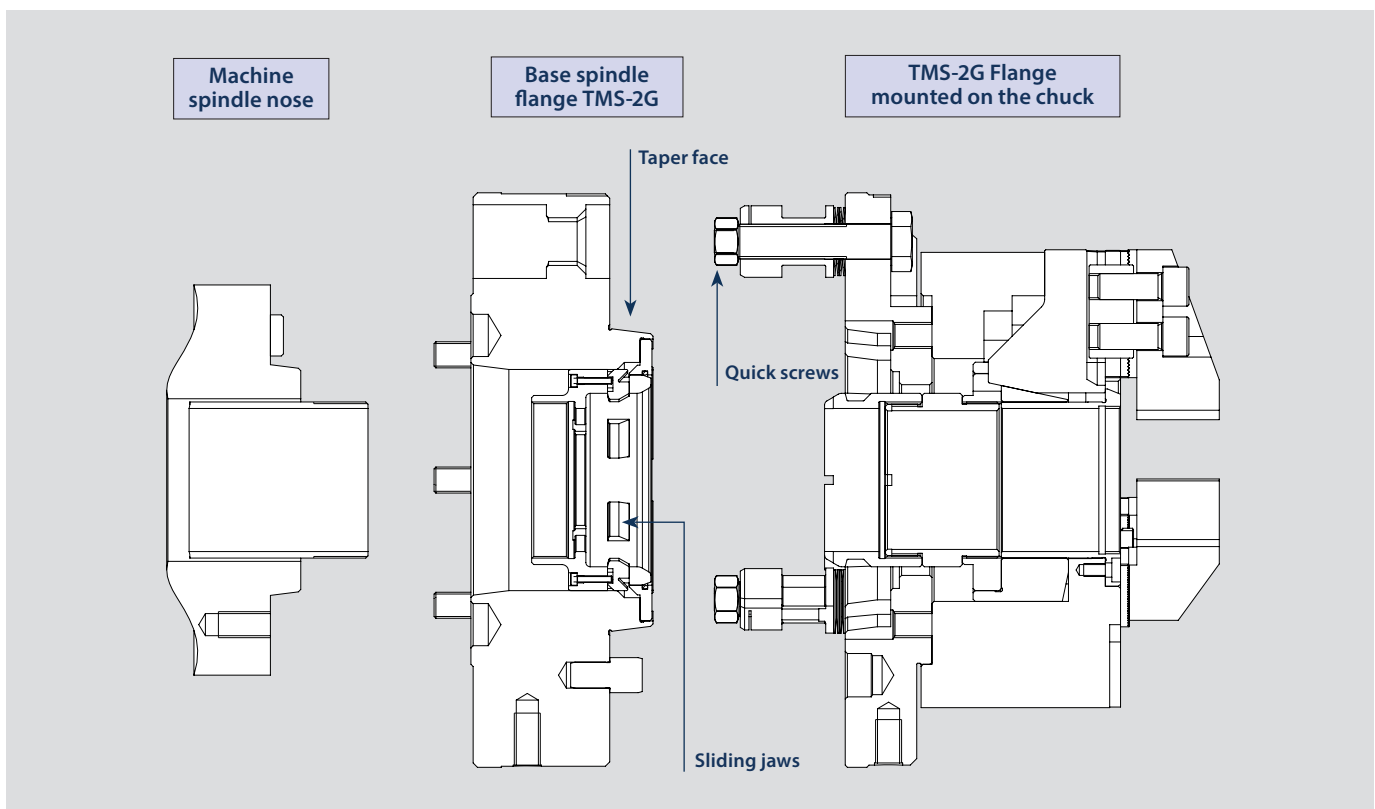 Machine
spindle nose
Base spindle
flange TMS-2G
TMS-2G Flange
mounted on the chuck
Taper face
Quick screws
Sliding jaws